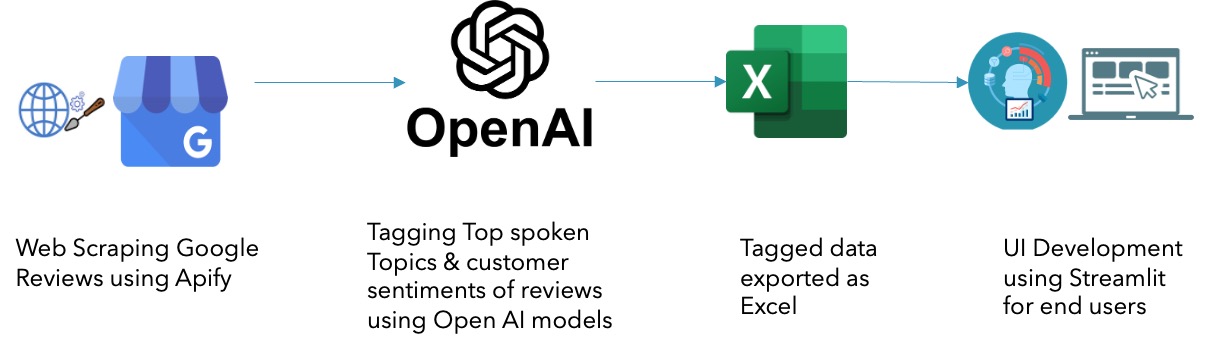 G
OpenAI
X
Web Scraping Google
Reviews using Apify
Tagging Top spoken
Topics & customer
sentiments of reviews
using Open AI models
Tagged data
exported as
Excel
UI Development
using Streamlit
for end users